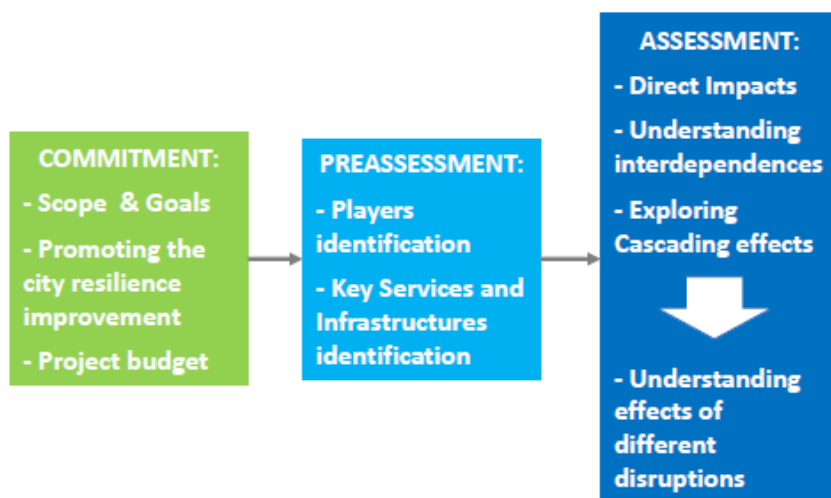 COMMITMENT:
- Scope & Goals
- Promoting the
city resilience
improvement
- Project budget
PREASSESSMENT:
- Players
identification
- Key Services and
Infrastructures
identification
ASSESSMENT:
- Direct Impacts
- Understanding
interdependences
- Exploring
Cascading effects
- Understanding
effects of
different
disruptions